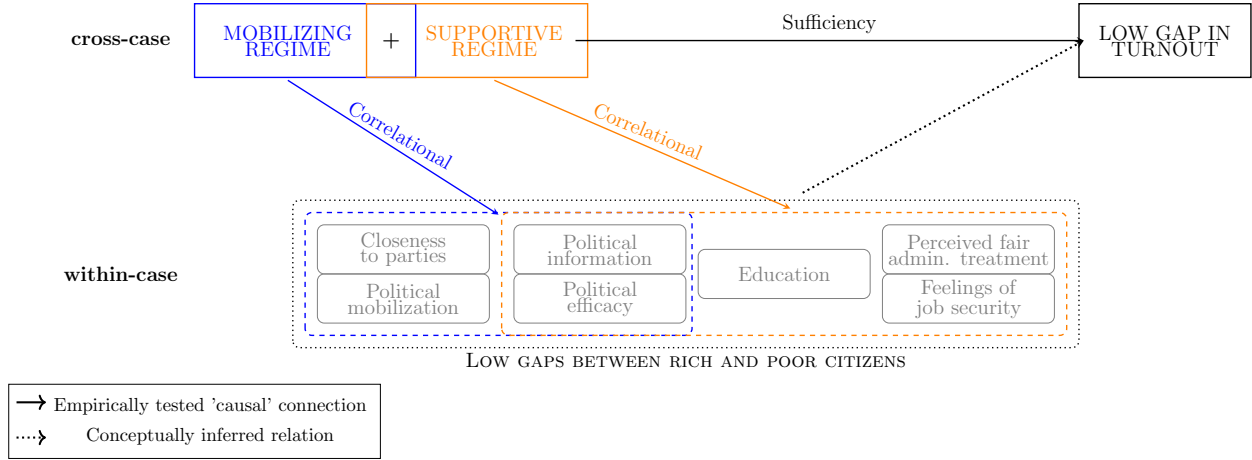 cross-case
MOBILIZING
REGIME
+
SUPPORTIVE
REGIME
Sufficiency
LOW GAP IN
TURNOUT
Correlational
Correlational
within-case
Closeness
to parties
Political
mobilization
Political
information
Political
efficacy
Education
Perceived fair
admin. treatment
Feelings of
job security
LOW GAPS BETWEEN RICH AND POOR CITIZENS
Empirically tested 'causal' connection
Conceptually inferred relation